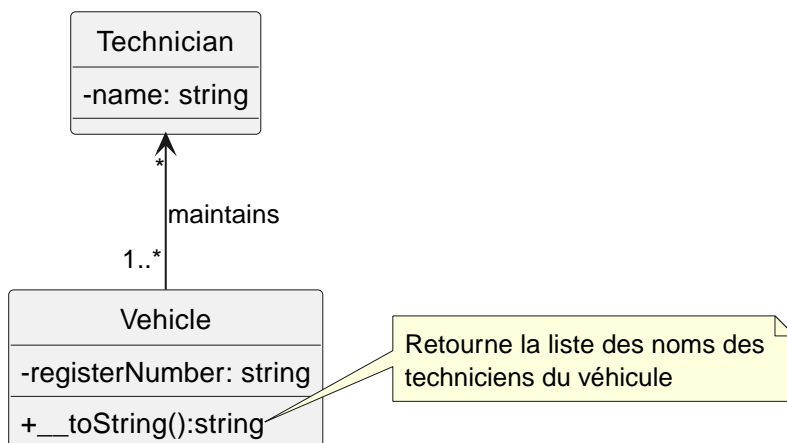 Technician
-name: string
*
maintains
1..*
Vehicle
-registerNumber: string
+__toString():string
Retourne la liste des noms des
techniciens du véhicule